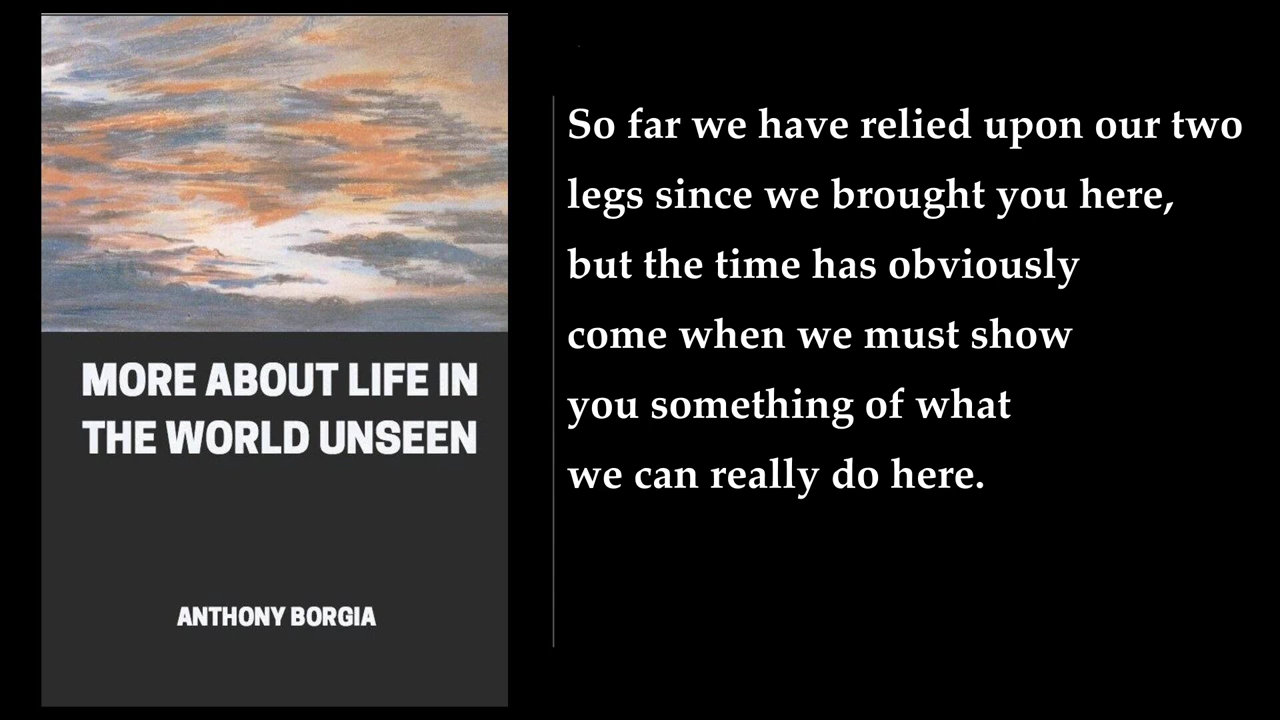 MORE ABOUT LIFE IN
THE WORLD UNSEEN
ANTHONY BORGIA
So far we have relied upon our two
legs since we brought you here,
but the time has obviously
come when we must show
you something of what
we can really do here.